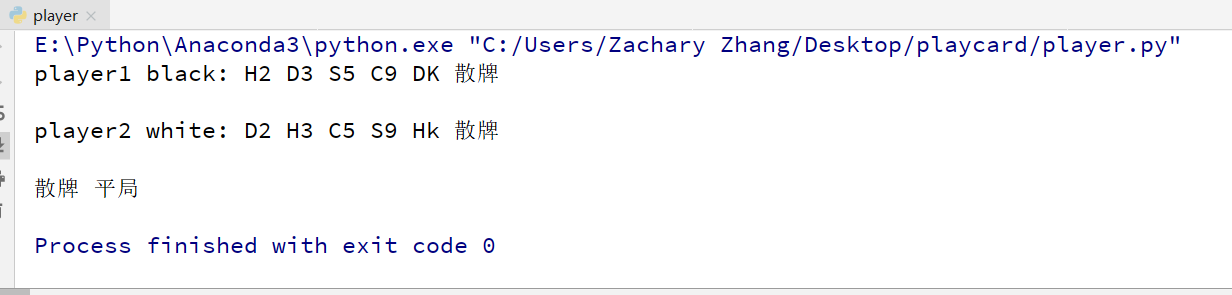 player
E:\Python\Anaconda3\python.exe "C:/Users/Zachary Zhang/Desktop/playcard/player.py"
player1 black: H2 D3 S5 C9 DK 散牌
player2 white: D2 H3 C5 S9 Hk 散牌
散牌 平局
Process finished with exit code 0